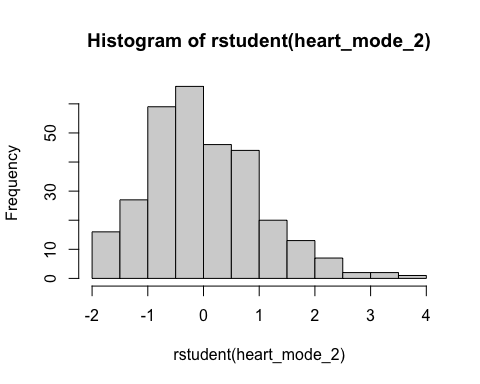 Histogram of rstudent(heart_mode_2)
Frequency
50
30
10
0
-2 -1 0 1 2 3 4
rstudent(heart_mode_2)